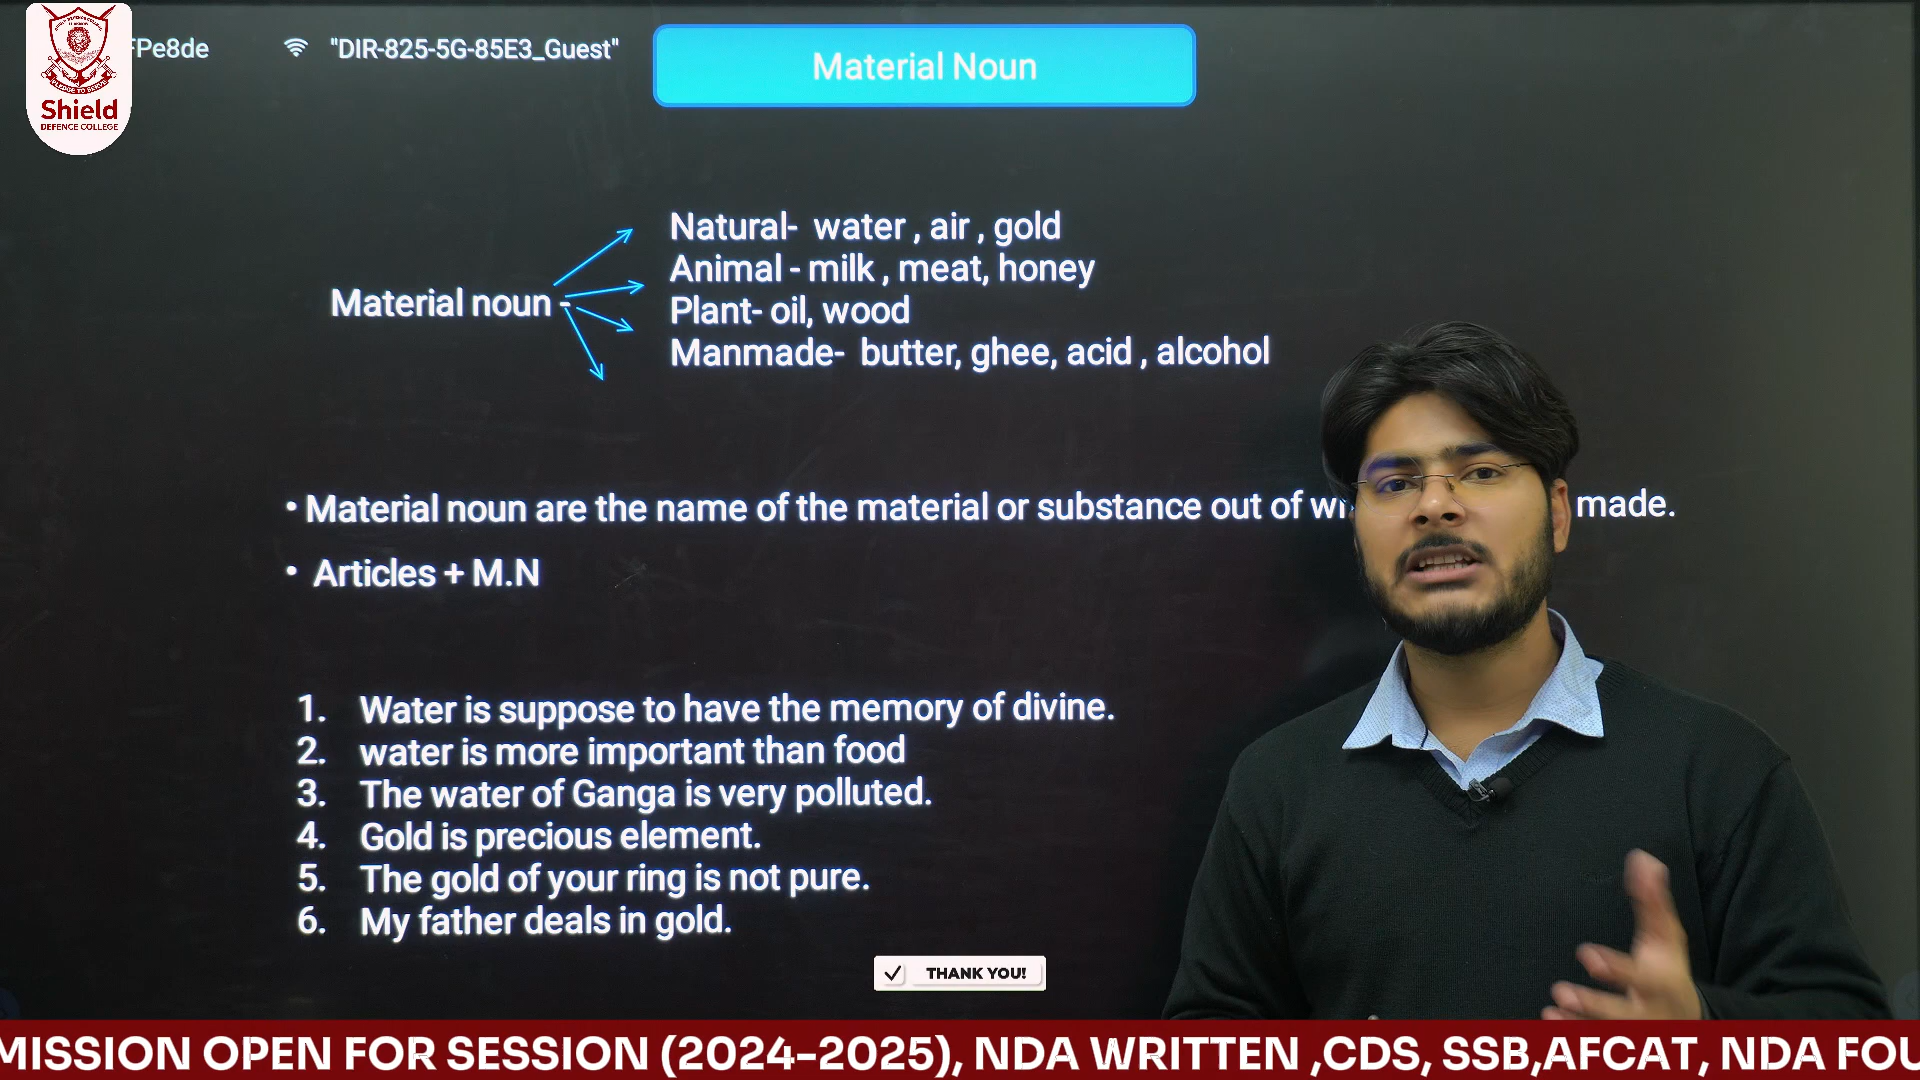 FPe8de
"DIR-825-5G-85E3_Guest"
Material Noun
Shield
DEFENCE COLLEGE
Natural- water , air , gold
Animal - milk , meat, honey
Material noun -
Plant- oil, wood
Manmade- butter, ghee, acid , alcohol
• Material noun are the name of the material or substance out of made.
• Articles + M.N
1. Water is suppose to have the memory of divine.
2. water is more important than food
3. The water of Ganga is very polluted.
4. Gold is precious element.
5. The gold of your ring is not pure.
6. My father deals in gold.
THANK YOU!
MISSION OPEN FOR SESSION (2024-2025), NDA WRITTEN ,CDS, SSB,AFCAT, NDA FOU